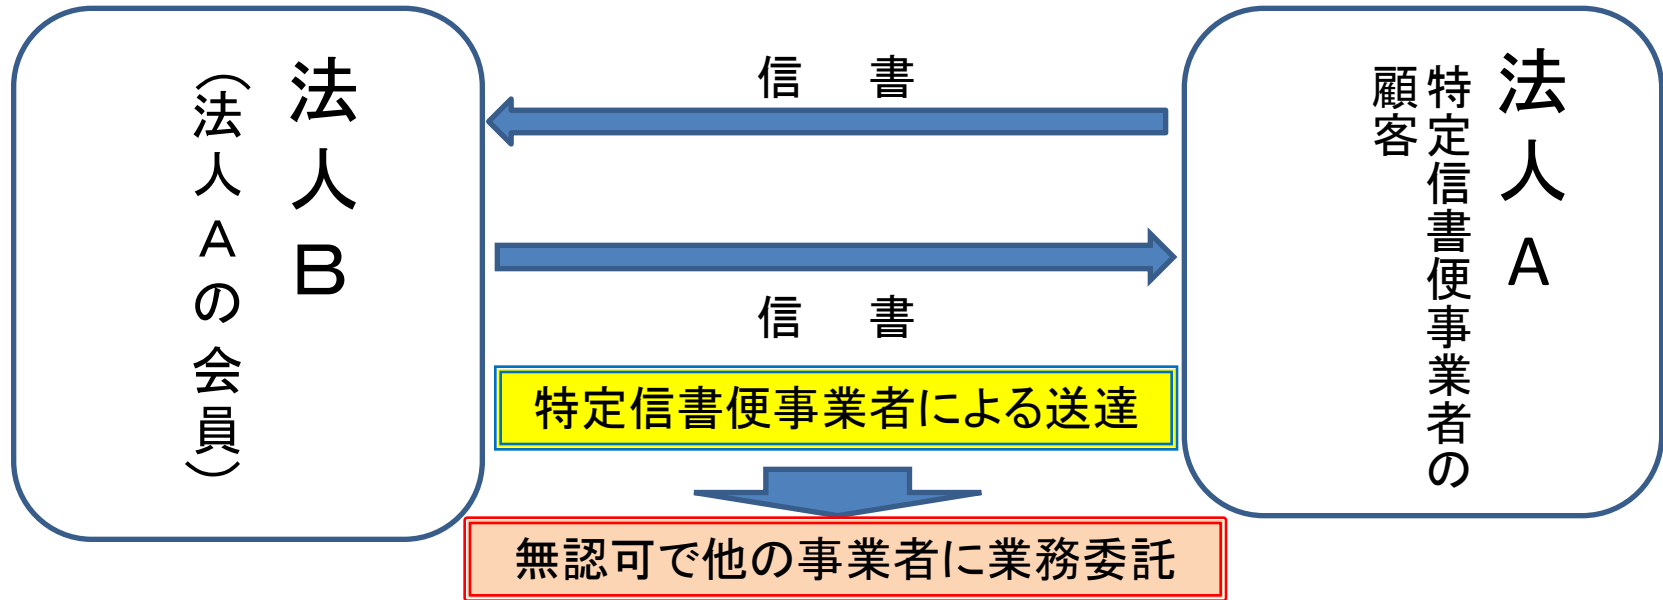 法人B
（法人Aの会員）
信　書
信　書
特定信書便事業者による送達
無認可で他の事業者に業務委託
法人A
特定信書便事業者の
顧客